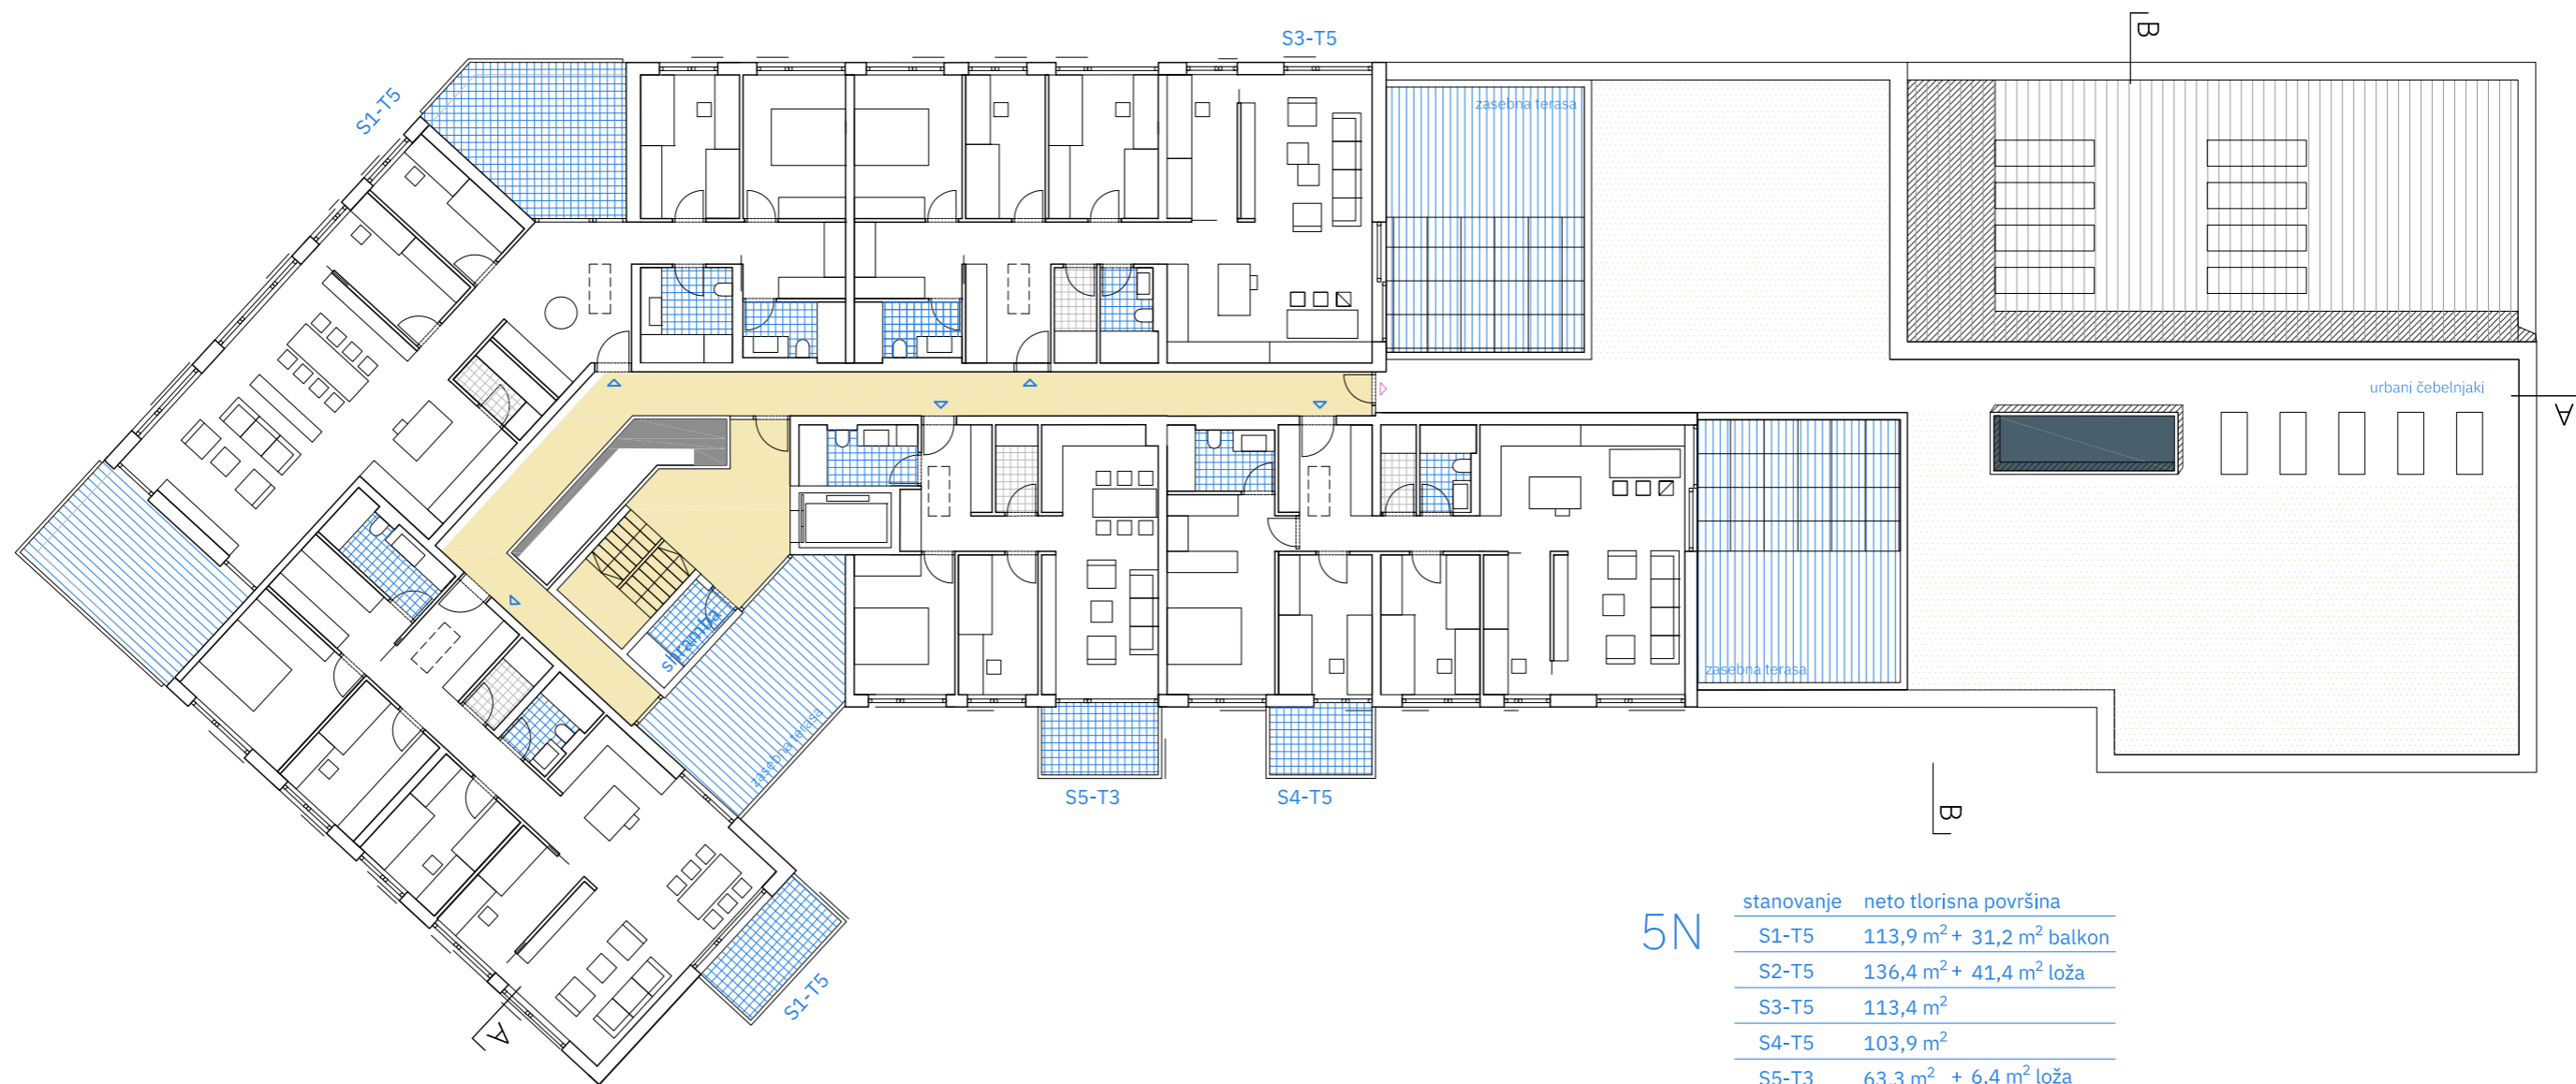 S3-T5
B
S1-T5
zasebna terasa
urbani čebelnjaki
A
shramba
zasebna terasa
zasebna terasa
S5-T3
S4-T5
B
S1-T5
A
5N
stanovanje neto tlorisna površina
S1-T5 113,9 m² + 31,2 m² balkon
S2-T5 136,4 m² + 41,4 m² loža
S3-T5 113,4 m²
S4-T5 103,9 m²
S5-T3 63,3 m² + 6,4 m² loža